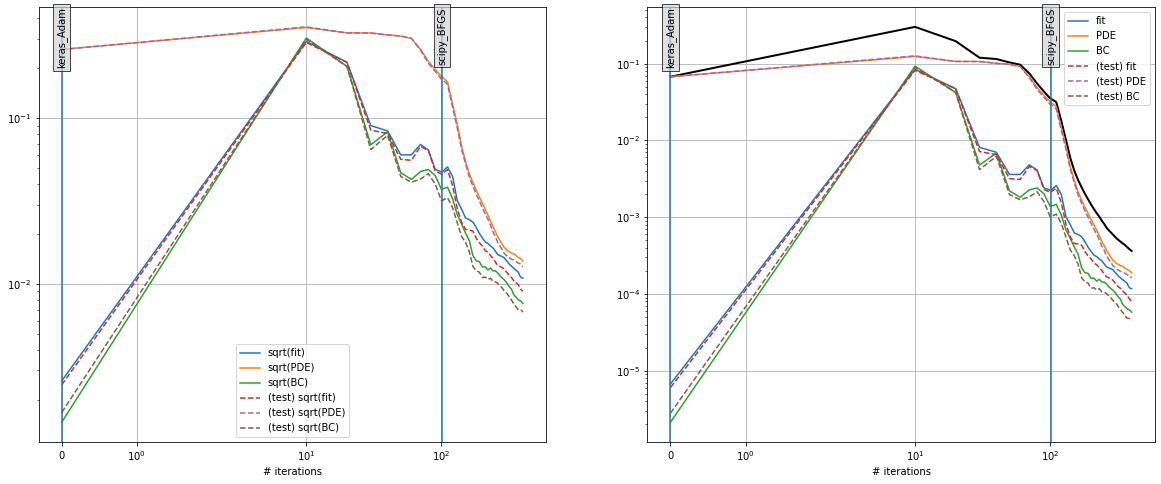 keras_Adam
scipy_BFGS
10⁻¹
10⁻²
sqrt(fit)
sqrt(PDE)
sqrt(BC)
(test) sqrt(fit)
(test) sqrt(PDE)
(test) sqrt(BC)
0
10⁰
10¹
10²
# iterations
keras_Adam
scipy_BFGS
fit
PDE
BC
(test) fit
(test) PDE
(test) BC
10⁻¹
10⁻²
10⁻³
10⁻⁴
10⁻⁵
0
10⁰
10¹
10²
# iterations